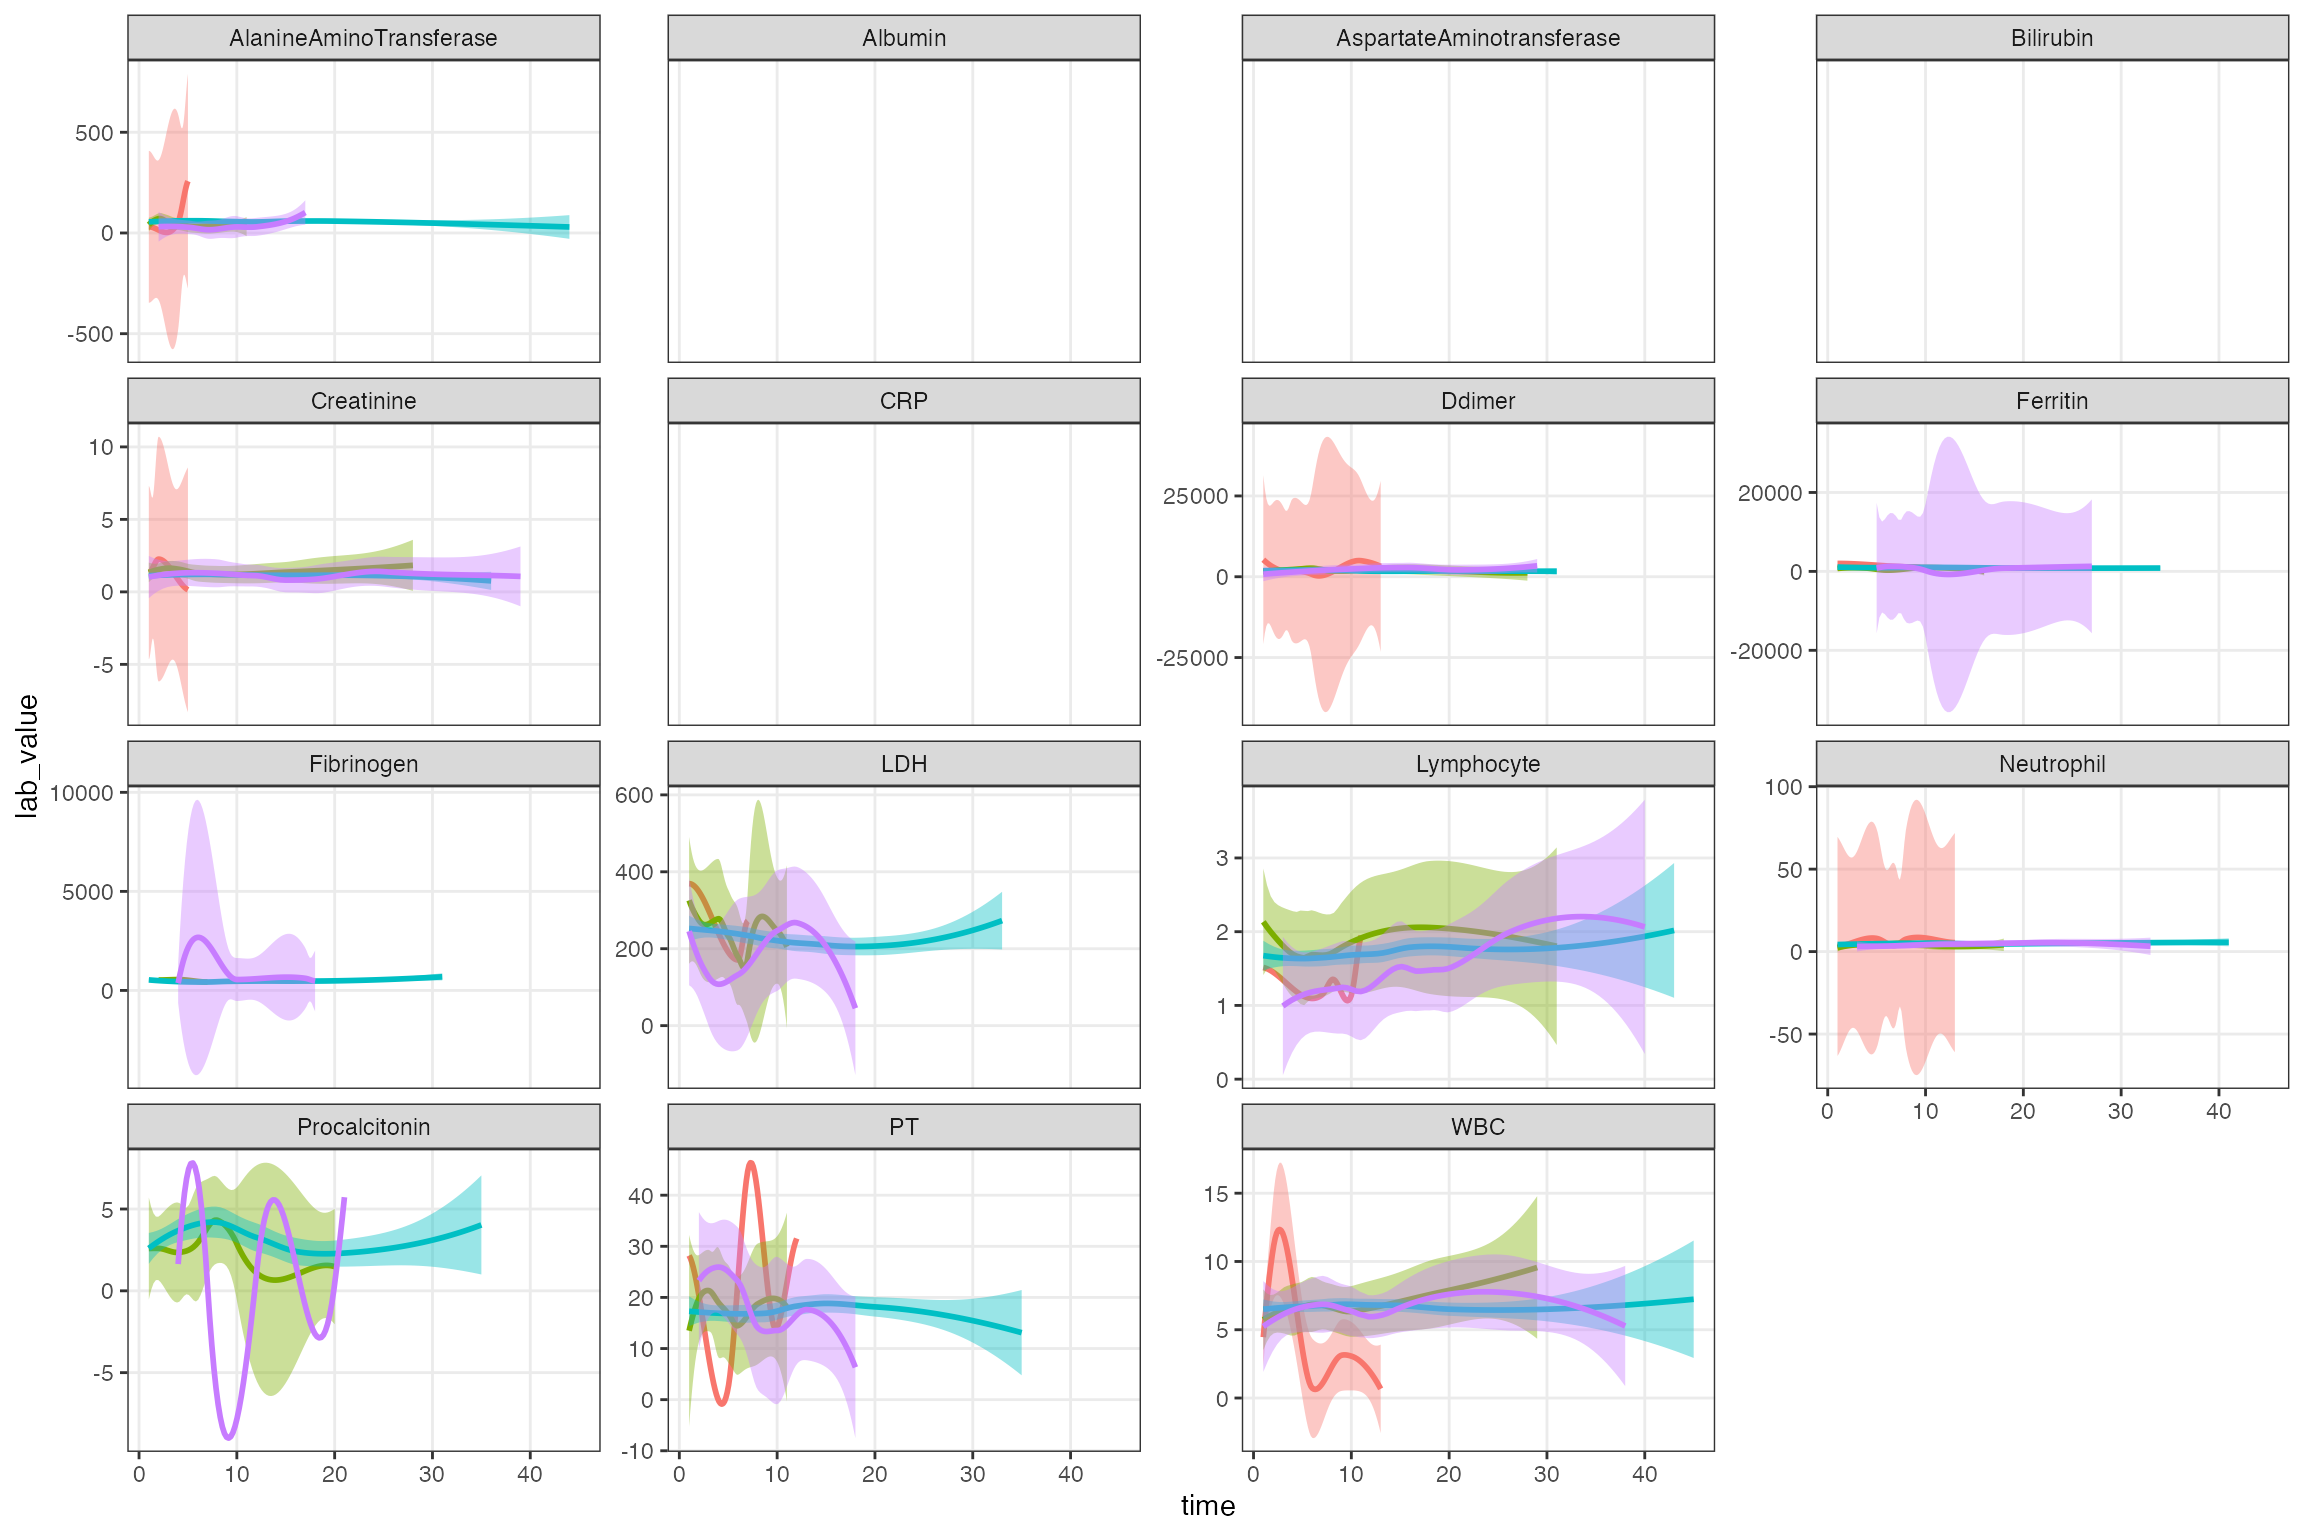 AlanineAminoTransferase
Albumin
AspartateAminotransferase
Bilirubin
500
0
-500
Creatinine
CRP
Ddimer
Ferritin
10
5
0
-5
25000
0
-25000
20000
0
-20000
lab_value
Fibrinogen
LDH
Lymphocyte
Neutrophil
10000
5000
0
600
400
200
0
3
2
1
0
100
50
0
-50
0 10 20 30 40
Procalcitonin
PT
WBC
5
0
-5
40
30
20
10
0
-10
15
10
5
0
0 10 20 30 40
0 10 20 30 40
0 10 20 30 40
time